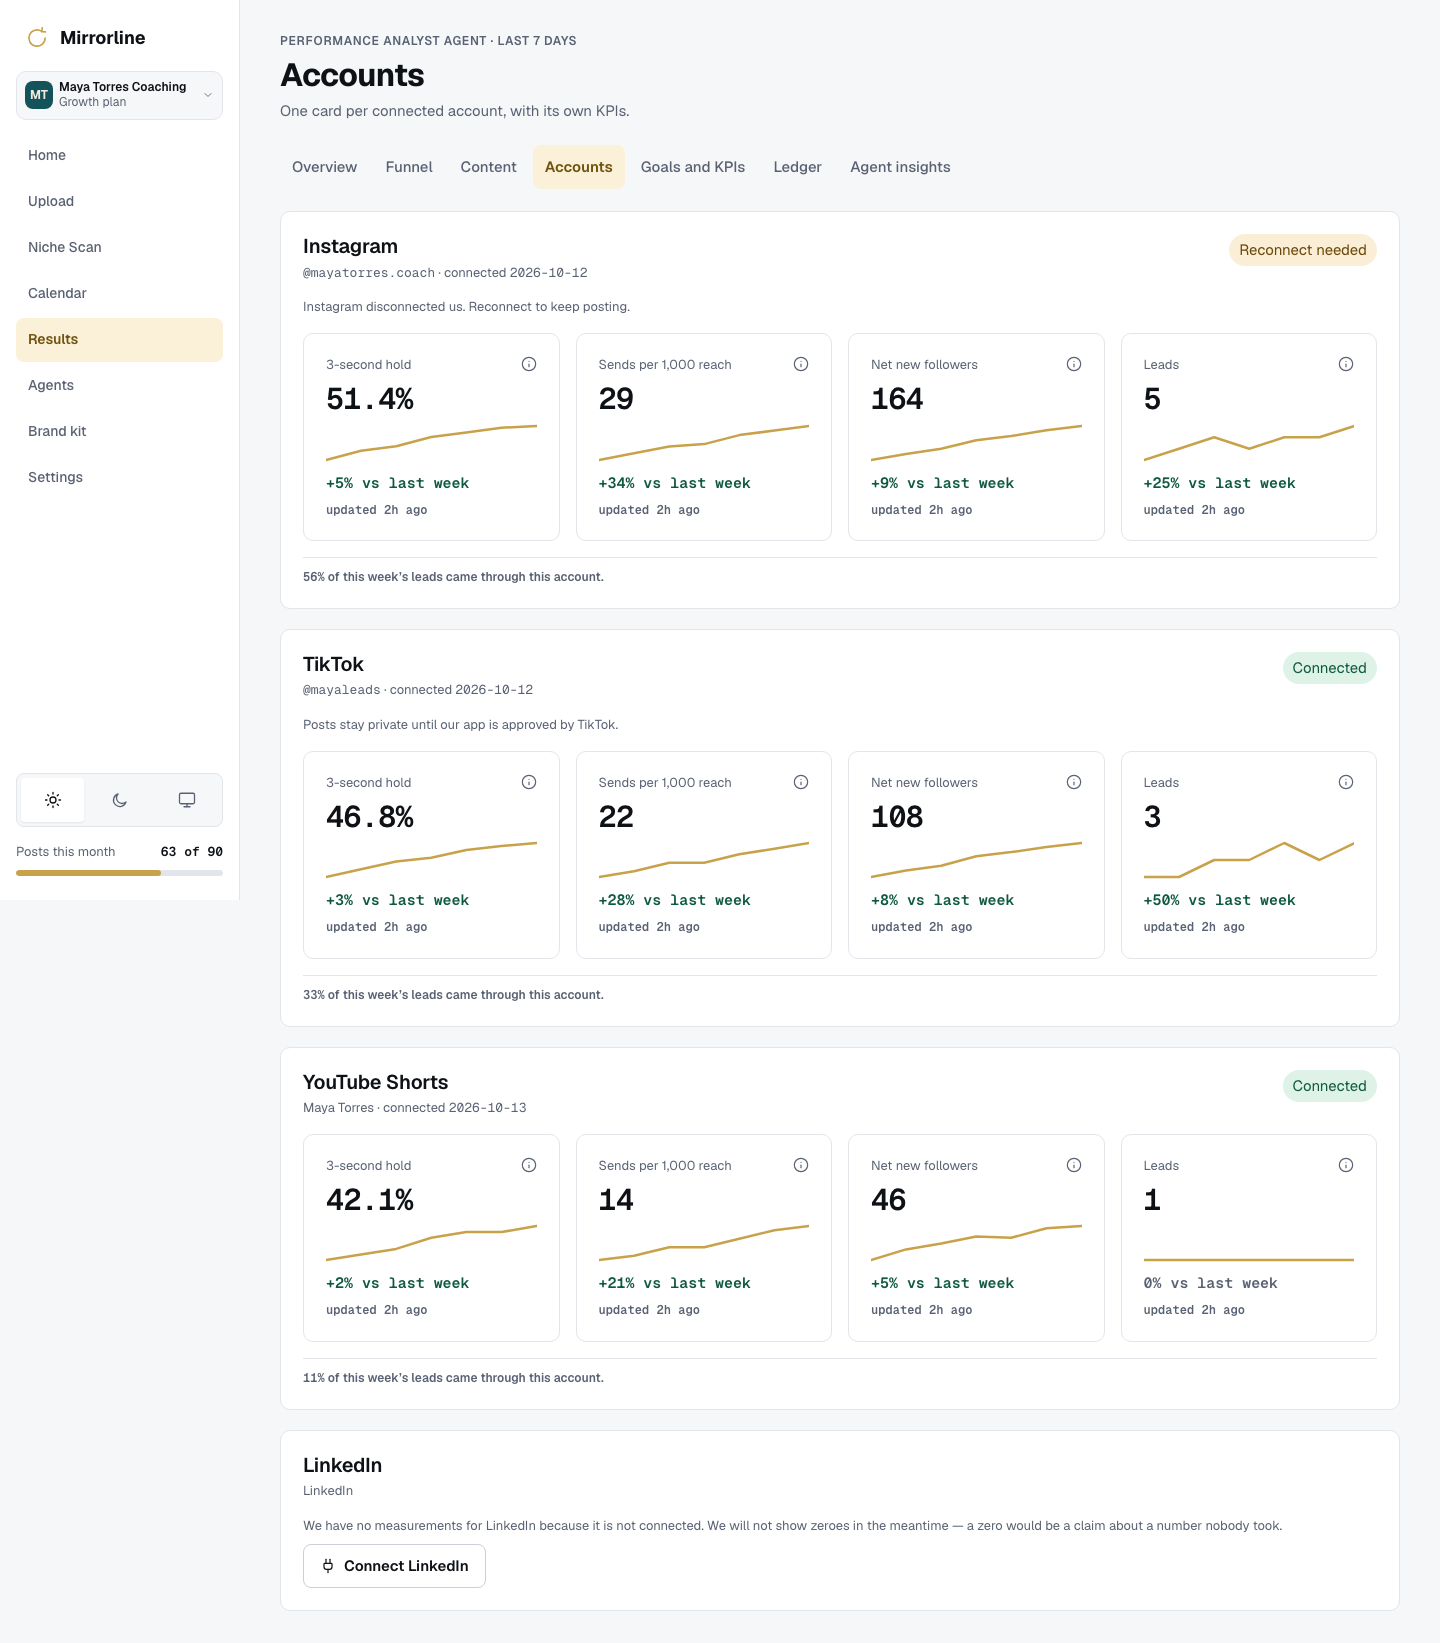 Mirrorline
MT
Maya Torres Coaching
Growth plan
Home
Upload
Niche Scan
Calendar
Results
Agents
Brand kit
Settings
Posts this month
63 of 90
PERFORMANCE ANALYST AGENT · LAST 7 DAYS
Accounts
One card per connected account, with its own KPIs.
Overview
Funnel
Content
Accounts
Goals and KPIs
Ledger
Agent insights
Instagram
Reconnect needed
@mayatorres.coach · connected 2026-10-12
Instagram disconnected us. Reconnect to keep posting.
3-second hold
51.4%
+5% vs last week
updated 2h ago
Sends per 1,000 reach
29
+34% vs last week
updated 2h ago
Net new followers
164
+9% vs last week
updated 2h ago
Leads
5
+25% vs last week
updated 2h ago
56% of this week's leads came through this account.
TikTok
Connected
@mayaleads · connected 2026-10-12
Posts stay private until our app is approved by TikTok.
3-second hold
46.8%
+3% vs last week
updated 2h ago
Sends per 1,000 reach
22
+28% vs last week
updated 2h ago
Net new followers
108
+8% vs last week
updated 2h ago
Leads
3
+50% vs last week
updated 2h ago
33% of this week's leads came through this account.
YouTube Shorts
Connected
Maya Torres · connected 2026-10-13
3-second hold
42.1%
+2% vs last week
updated 2h ago
Sends per 1,000 reach
14
+21% vs last week
updated 2h ago
Net new followers
46
+5% vs last week
updated 2h ago
Leads
1
0% vs last week
updated 2h ago
11% of this week's leads came through this account.
LinkedIn
LinkedIn
We have no measurements for LinkedIn because it is not connected. We will not show zeroes in the meantime — a zero would be a claim about a number nobody took.
Connect LinkedIn